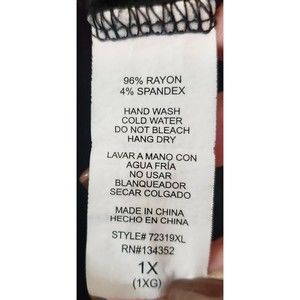 96% RAYON
4% SPANDEX
HAND WASH
COLD WATER
DO NOT BLEACH
HANG DRY
LAVAR A MANO CON
AGUA FRÍA
NO USAR
BLANQUEADOR
SECAR COLGADO
MADE IN CHINA
HECHO EN CHINA
STYLE# 72319XL
RN#134352
1X
(1XG)